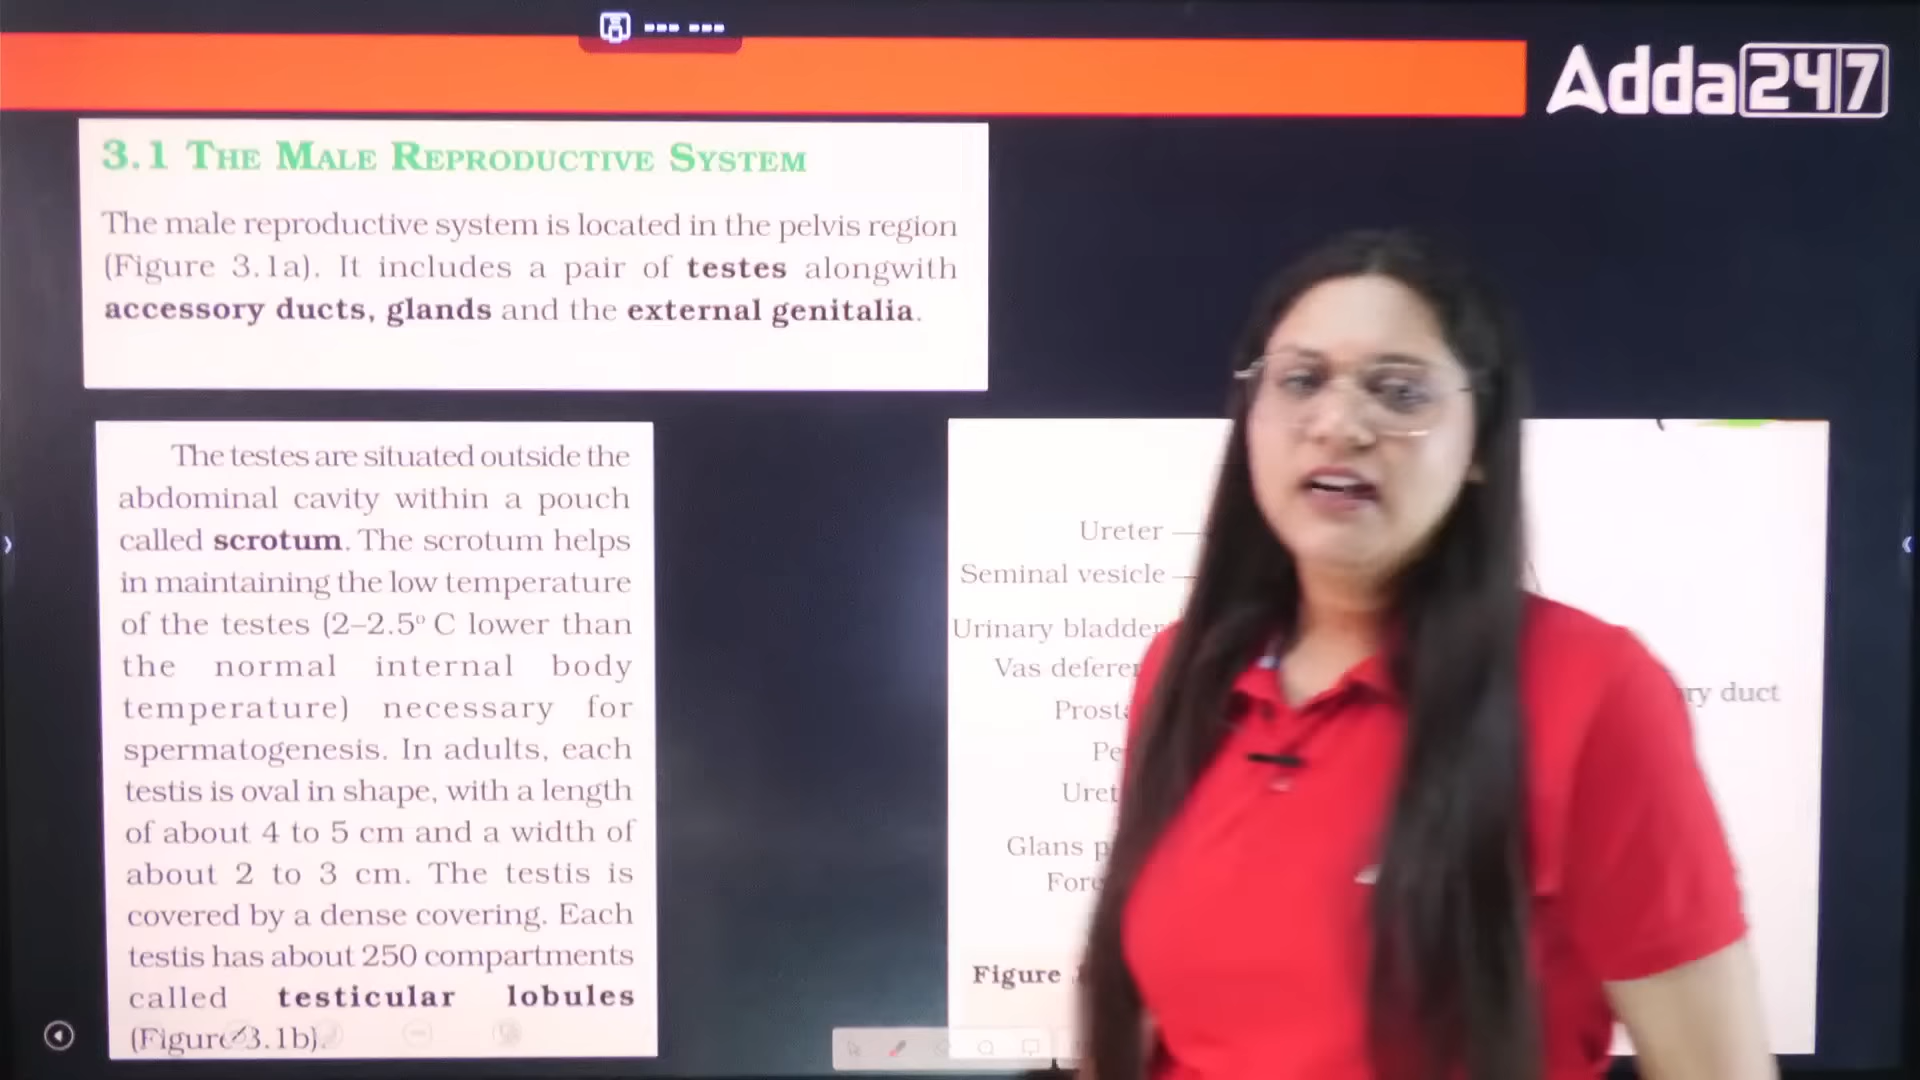 Adda247
3.1 THE MALE REPRODUCTIVE SYSTEM
The male reproductive system is located in the pelvis region
(Figure 3.1a). It includes a pair of testes alongwith
accessory ducts, glands and the external genitalia.
The testes are situated outside the
abdominal cavity within a pouch
called scrotum. The scrotum helps
in maintaining the low temperature
of the testes (2–2.5° C lower than
the normal internal body
temperature) necessary for
spermatogenesis. In adults, each
testis is oval in shape, with a length
of about 4 to 5 cm and a width of
about 2 to 3 cm. The testis is
covered by a dense covering. Each
testis has about 250 compartments
called testicular lobules
(Figure 3.1b).
Ureter
Seminal vesicle
Urinary bladder
Vas
duct
Glans
Figure